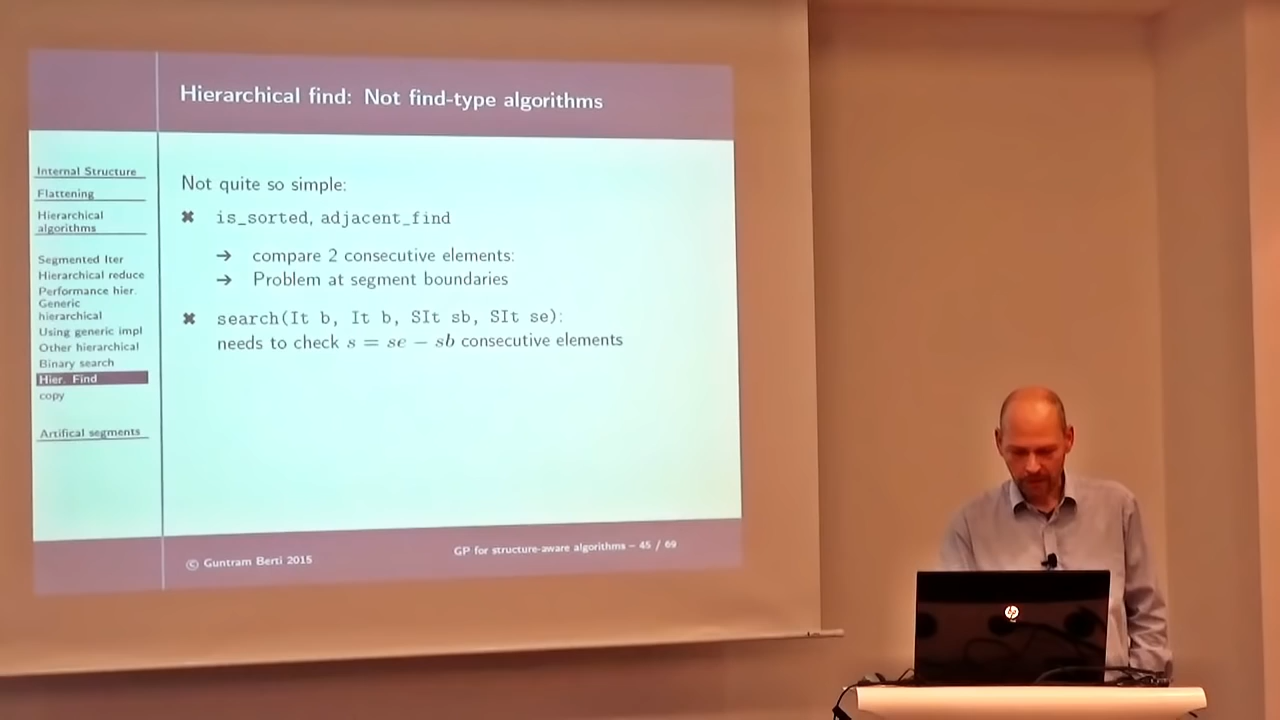 Hierarchical find: Not find-type algorithms
Internal Structure
Flattening
Hierarchical
algorithms
Segmented Iter
Hierarchical reduce
Performance hier.
Generic
hierarchical
Using generic impl
Other hierarchical
Binary search
Hier. Find
copy
Artifical segments
Not quite so simple:
✖ is_sorted, adjacent_find
➔ compare 2 consecutive elements:
➔ Problem at segment boundaries
✖ search(It b, It b, SIt sb, SIt se):
needs to check s = se − sb consecutive elements
© Guntram Berti 2015
GP for structure-aware algorithms – 45 / 69
hp